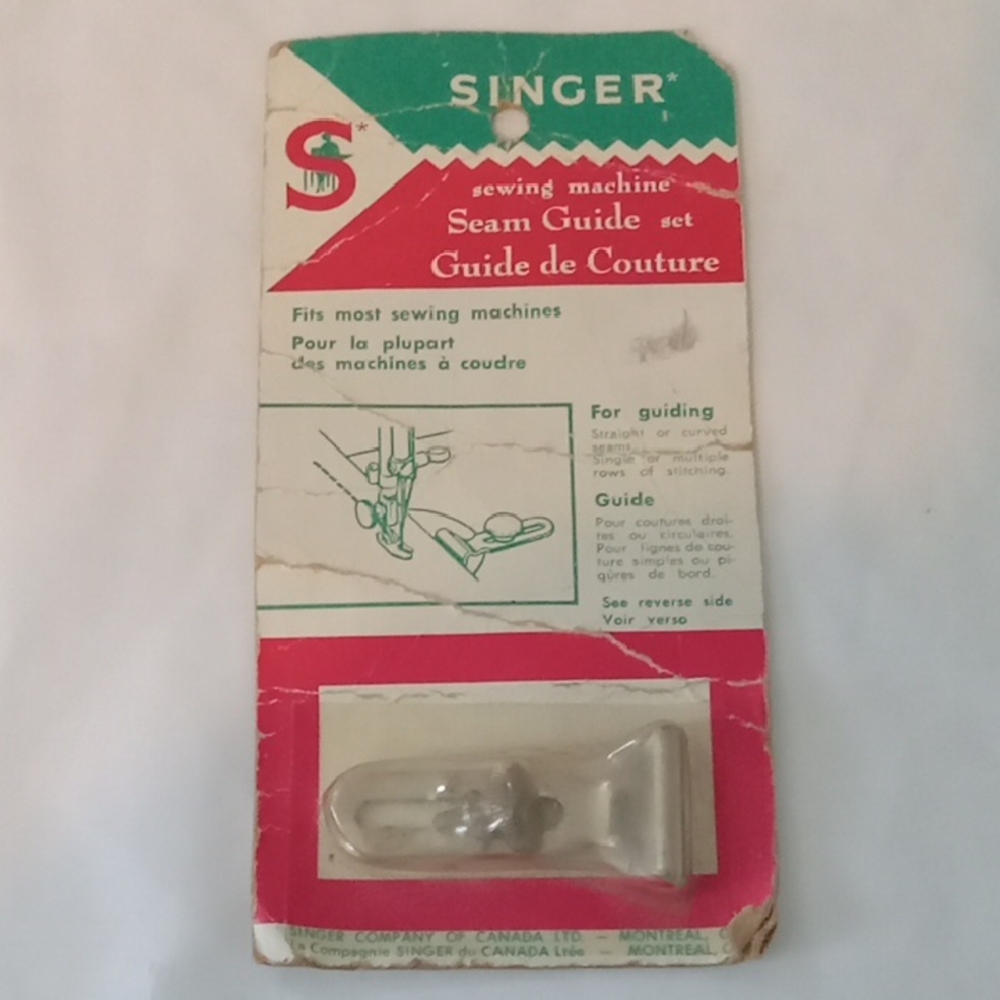 SINGER*
S*
sewing machine
Seam Guide set
Guide de Couture
Fits most sewing machines
Pour la plupart
des machines à coudre
For guiding
Straight or curved
seams.
Single or multiple
rows of stitching.
Guide
Pour coutures droi-
tes ou circulaires.
Pour lignes de cou-
ture simples ou pi-
qûres de bord.
See reverse side
Voir verso
SINGER COMPANY OF CANADA LTD. — MONTREAL,
La Compagnie SINGER du CANADA Ltée — MONTREAL,